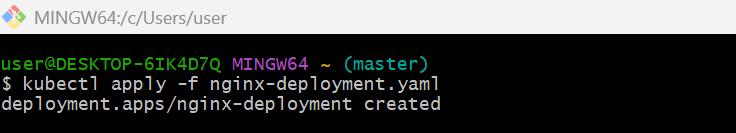 MINGW64:/c/Users/user
user@DESKTOP-6IK4D7Q MINGW64 ~ (master)
$ kubectl apply -f nginx-deployment.yaml
deployment.apps/nginx-deployment created